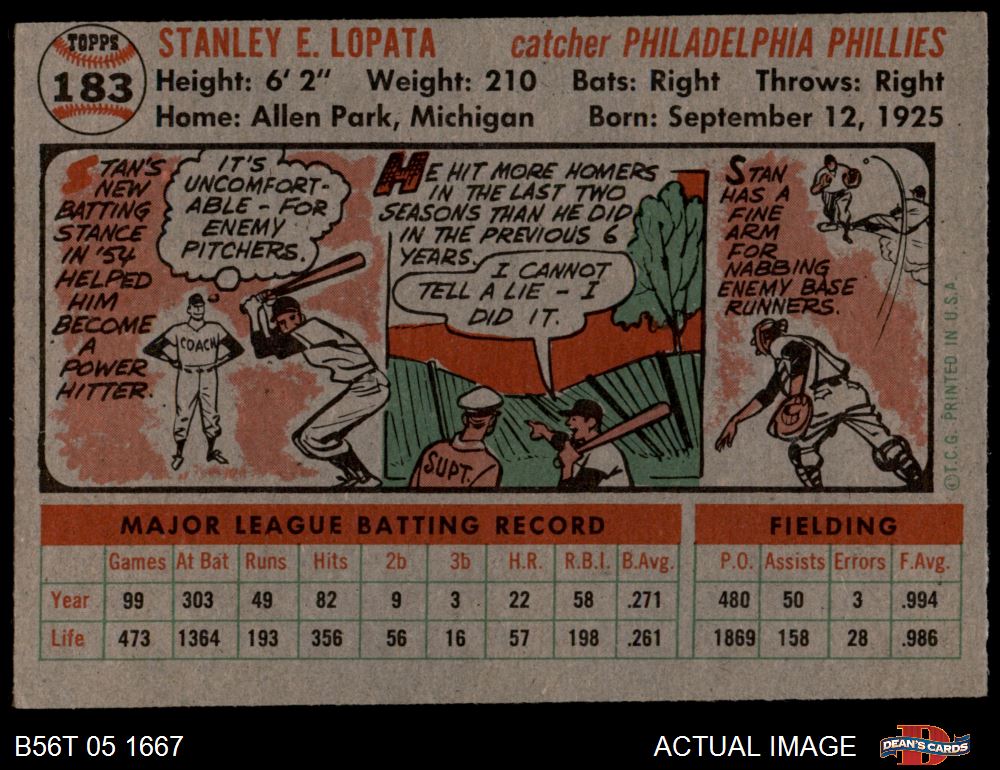 TOPPS
183
STANLEY E. LOPATA catcher PHILADELPHIA PHILLIES
Height: 6' 2" Weight: 210 Bats: Right Throws: Right
Home: Allen Park, Michigan Born: September 12, 1925
STAN'S
NEW
BATTING
STANCE
IN '54
HELPED
HIM
BECOME
A
POWER
HITTER.
IT'S
UNCOMFORT-
ABLE - FOR
ENEMY
PITCHERS.
COACH
HE HIT MORE HOMERS
IN THE LAST TWO
SEASONS THAN HE DID
IN THE PREVIOUS 6
YEARS.
I CANNOT
TELL A LIE - I
DID IT.
SUPT.
STAN
HAS A
FINE
ARM
FOR
NABBING
ENEMY BASE
RUNNERS.
©T.C.G. PRINTED IN U.S.A
MAJOR LEAGUE BATTING RECORD FIELDING
Games At Bat Runs Hits 2b 3b H.R. R.B.I. B.Avg. P.O. Assists Errors F.Avg.
Year 99 303 49 82 9 3 22 58 .271 480 50 3 .994
Life 473 1364 193 356 56 16 57 198 .261 1869 158 28 .986
B56T 05 1667 ACTUAL IMAGE DEAN'S CARDS